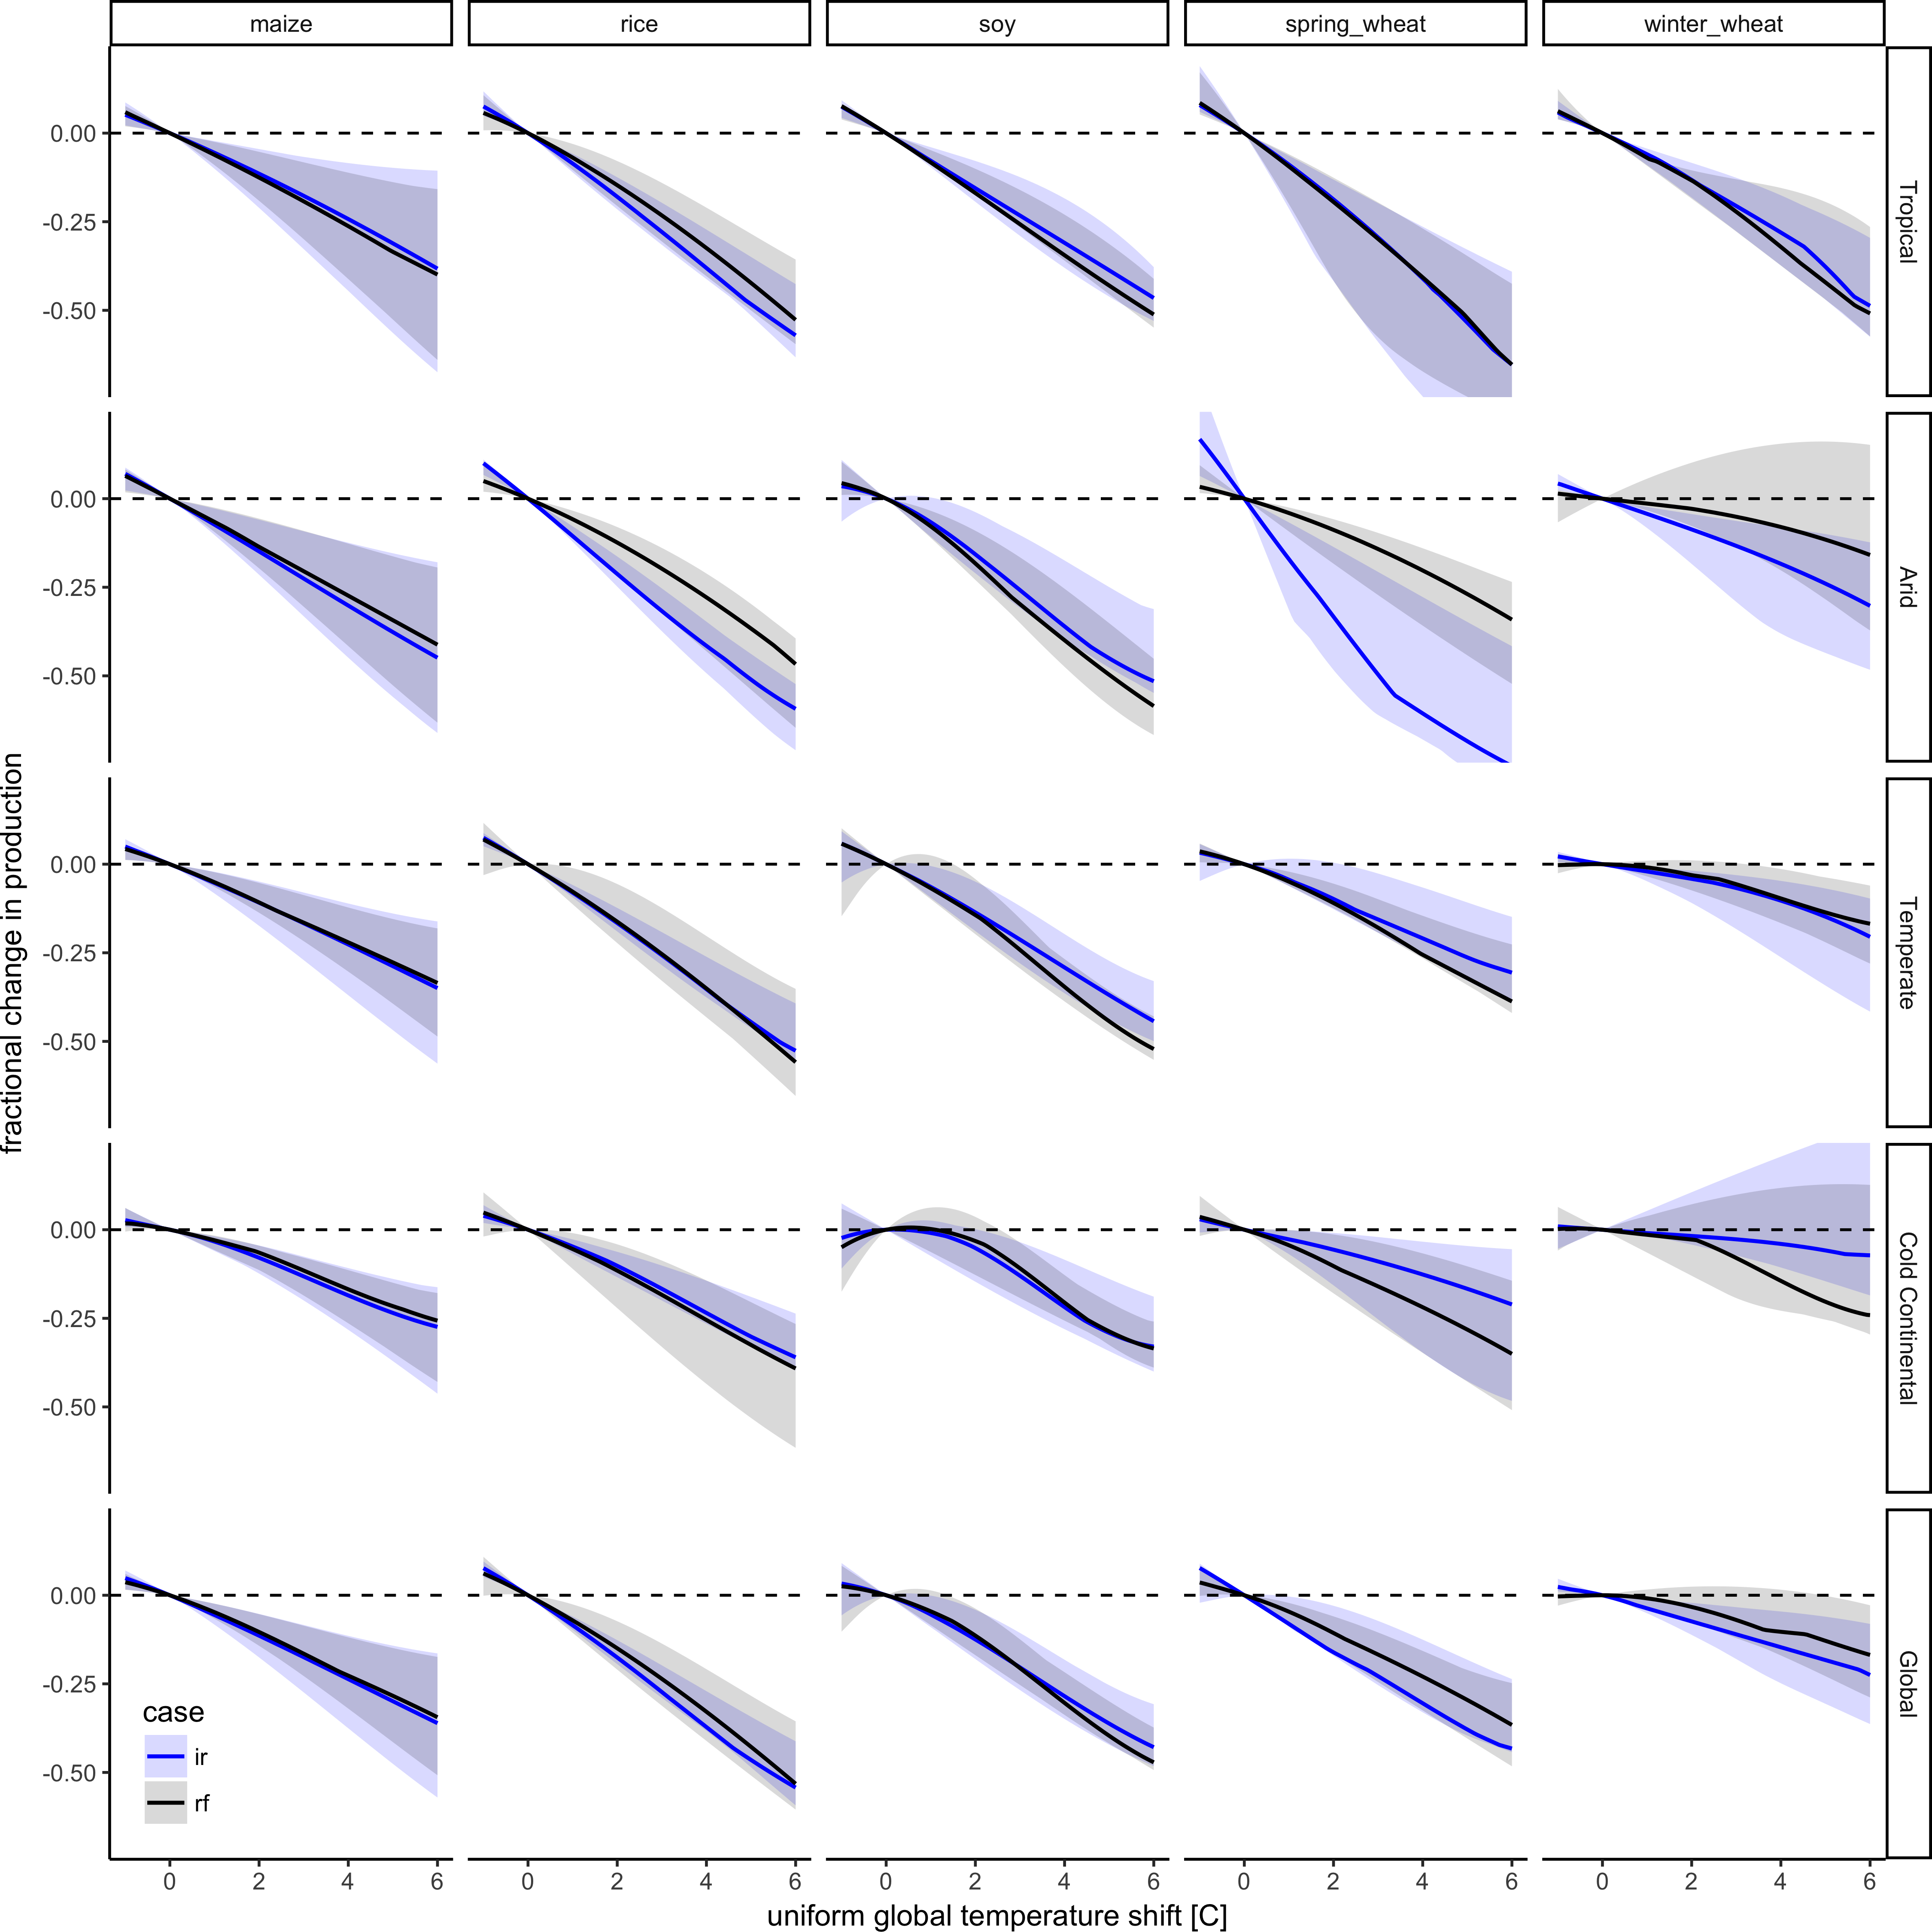 maize rice soy spring_wheat winter_wheat
0.00
-0.25
-0.50
Tropical
0.00
-0.25
-0.50
Arid
0.00
-0.25
-0.50
Temperate
0.00
-0.25
-0.50
Cold Continental
0.00
-0.25
-0.50
Global
fractional change in production
case
ir
rf
0 2 4 6 0 2 4 6 0 2 4 6 0 2 4 6 0 2 4 6
uniform global temperature shift [C]